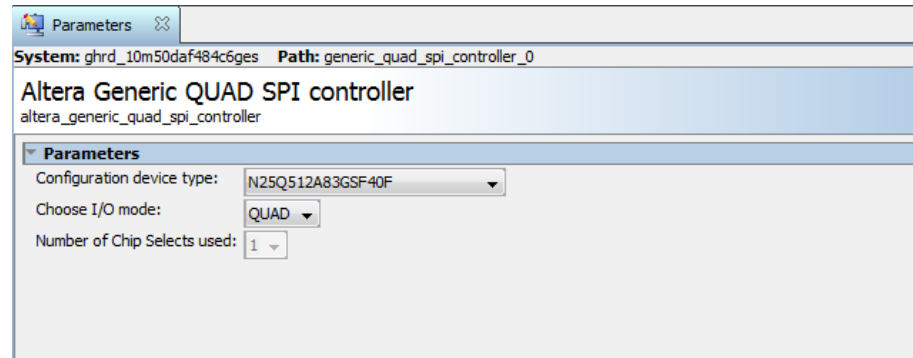 Parameters
System: ghrd_10m50daf484c6ges Path: generic_quad_spi_controller_0
Altera Generic QUAD SPI controller
altera_generic_quad_spi_controller
Parameters
Configuration device type: N25Q512A83GSF40F
Choose I/O mode: QUAD
Number of Chip Selects used: 1